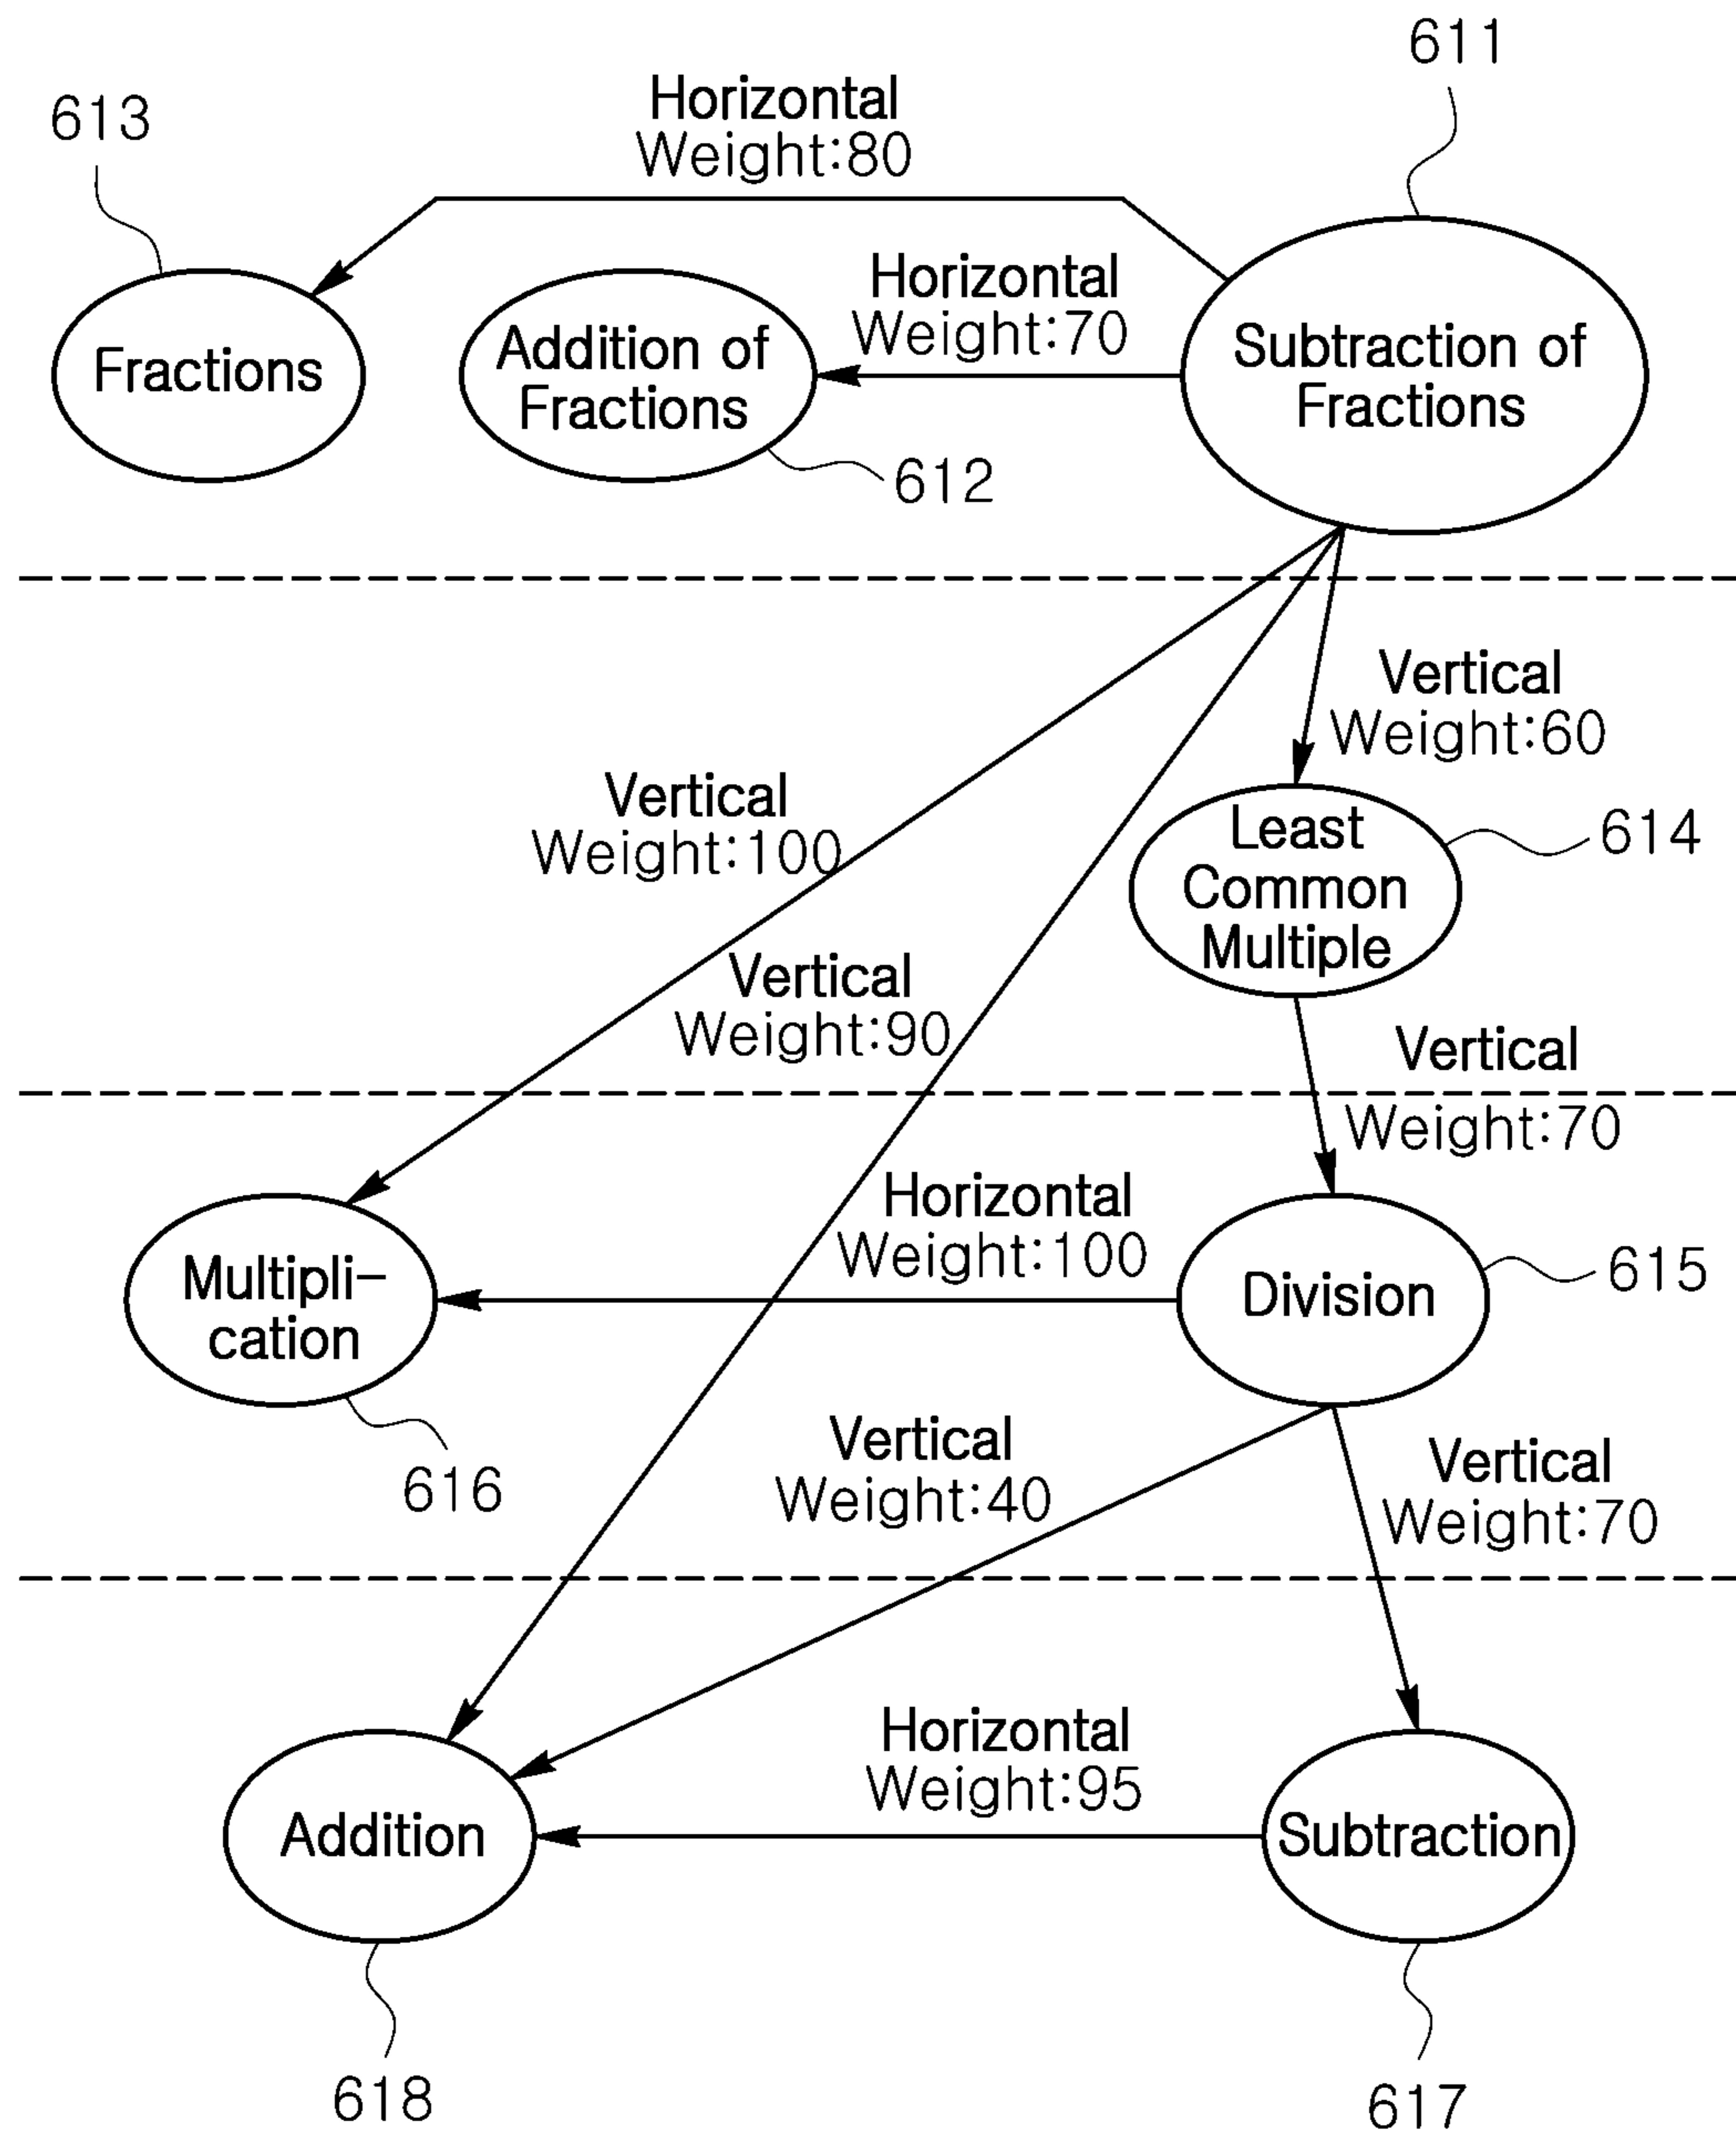 611
613
Horizontal
Weight:80
Horizontal
Weight:70
Fractions
Addition of
Fractions
Subtraction of
Fractions
612
Vertical
Weight:60
Vertical
Weight:100
Least
Common
Multiple
614
Vertical
Weight:90
Vertical
Weight:70
Horizontal
Weight:100
Multipli-
cation
Division
615
616
Vertical
Weight:40
Vertical
Weight:70
Horizontal
Weight:95
Addition
Subtraction
618
617